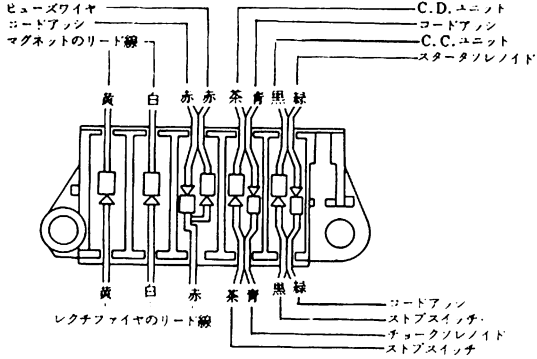 ヒューズワイヤ
コードアッシ
マグネットのリード線
C.D.ユニット
コードアッシ
C.C.ユニット
スタータソレノイド
黄 白 赤 赤 茶 青 黒 緑
黄 白 赤 茶 青 黒 緑
レクチファイヤのリード線
コードアッシ
ストプスイッチ
チョークソレノイド
ストプスイッチ